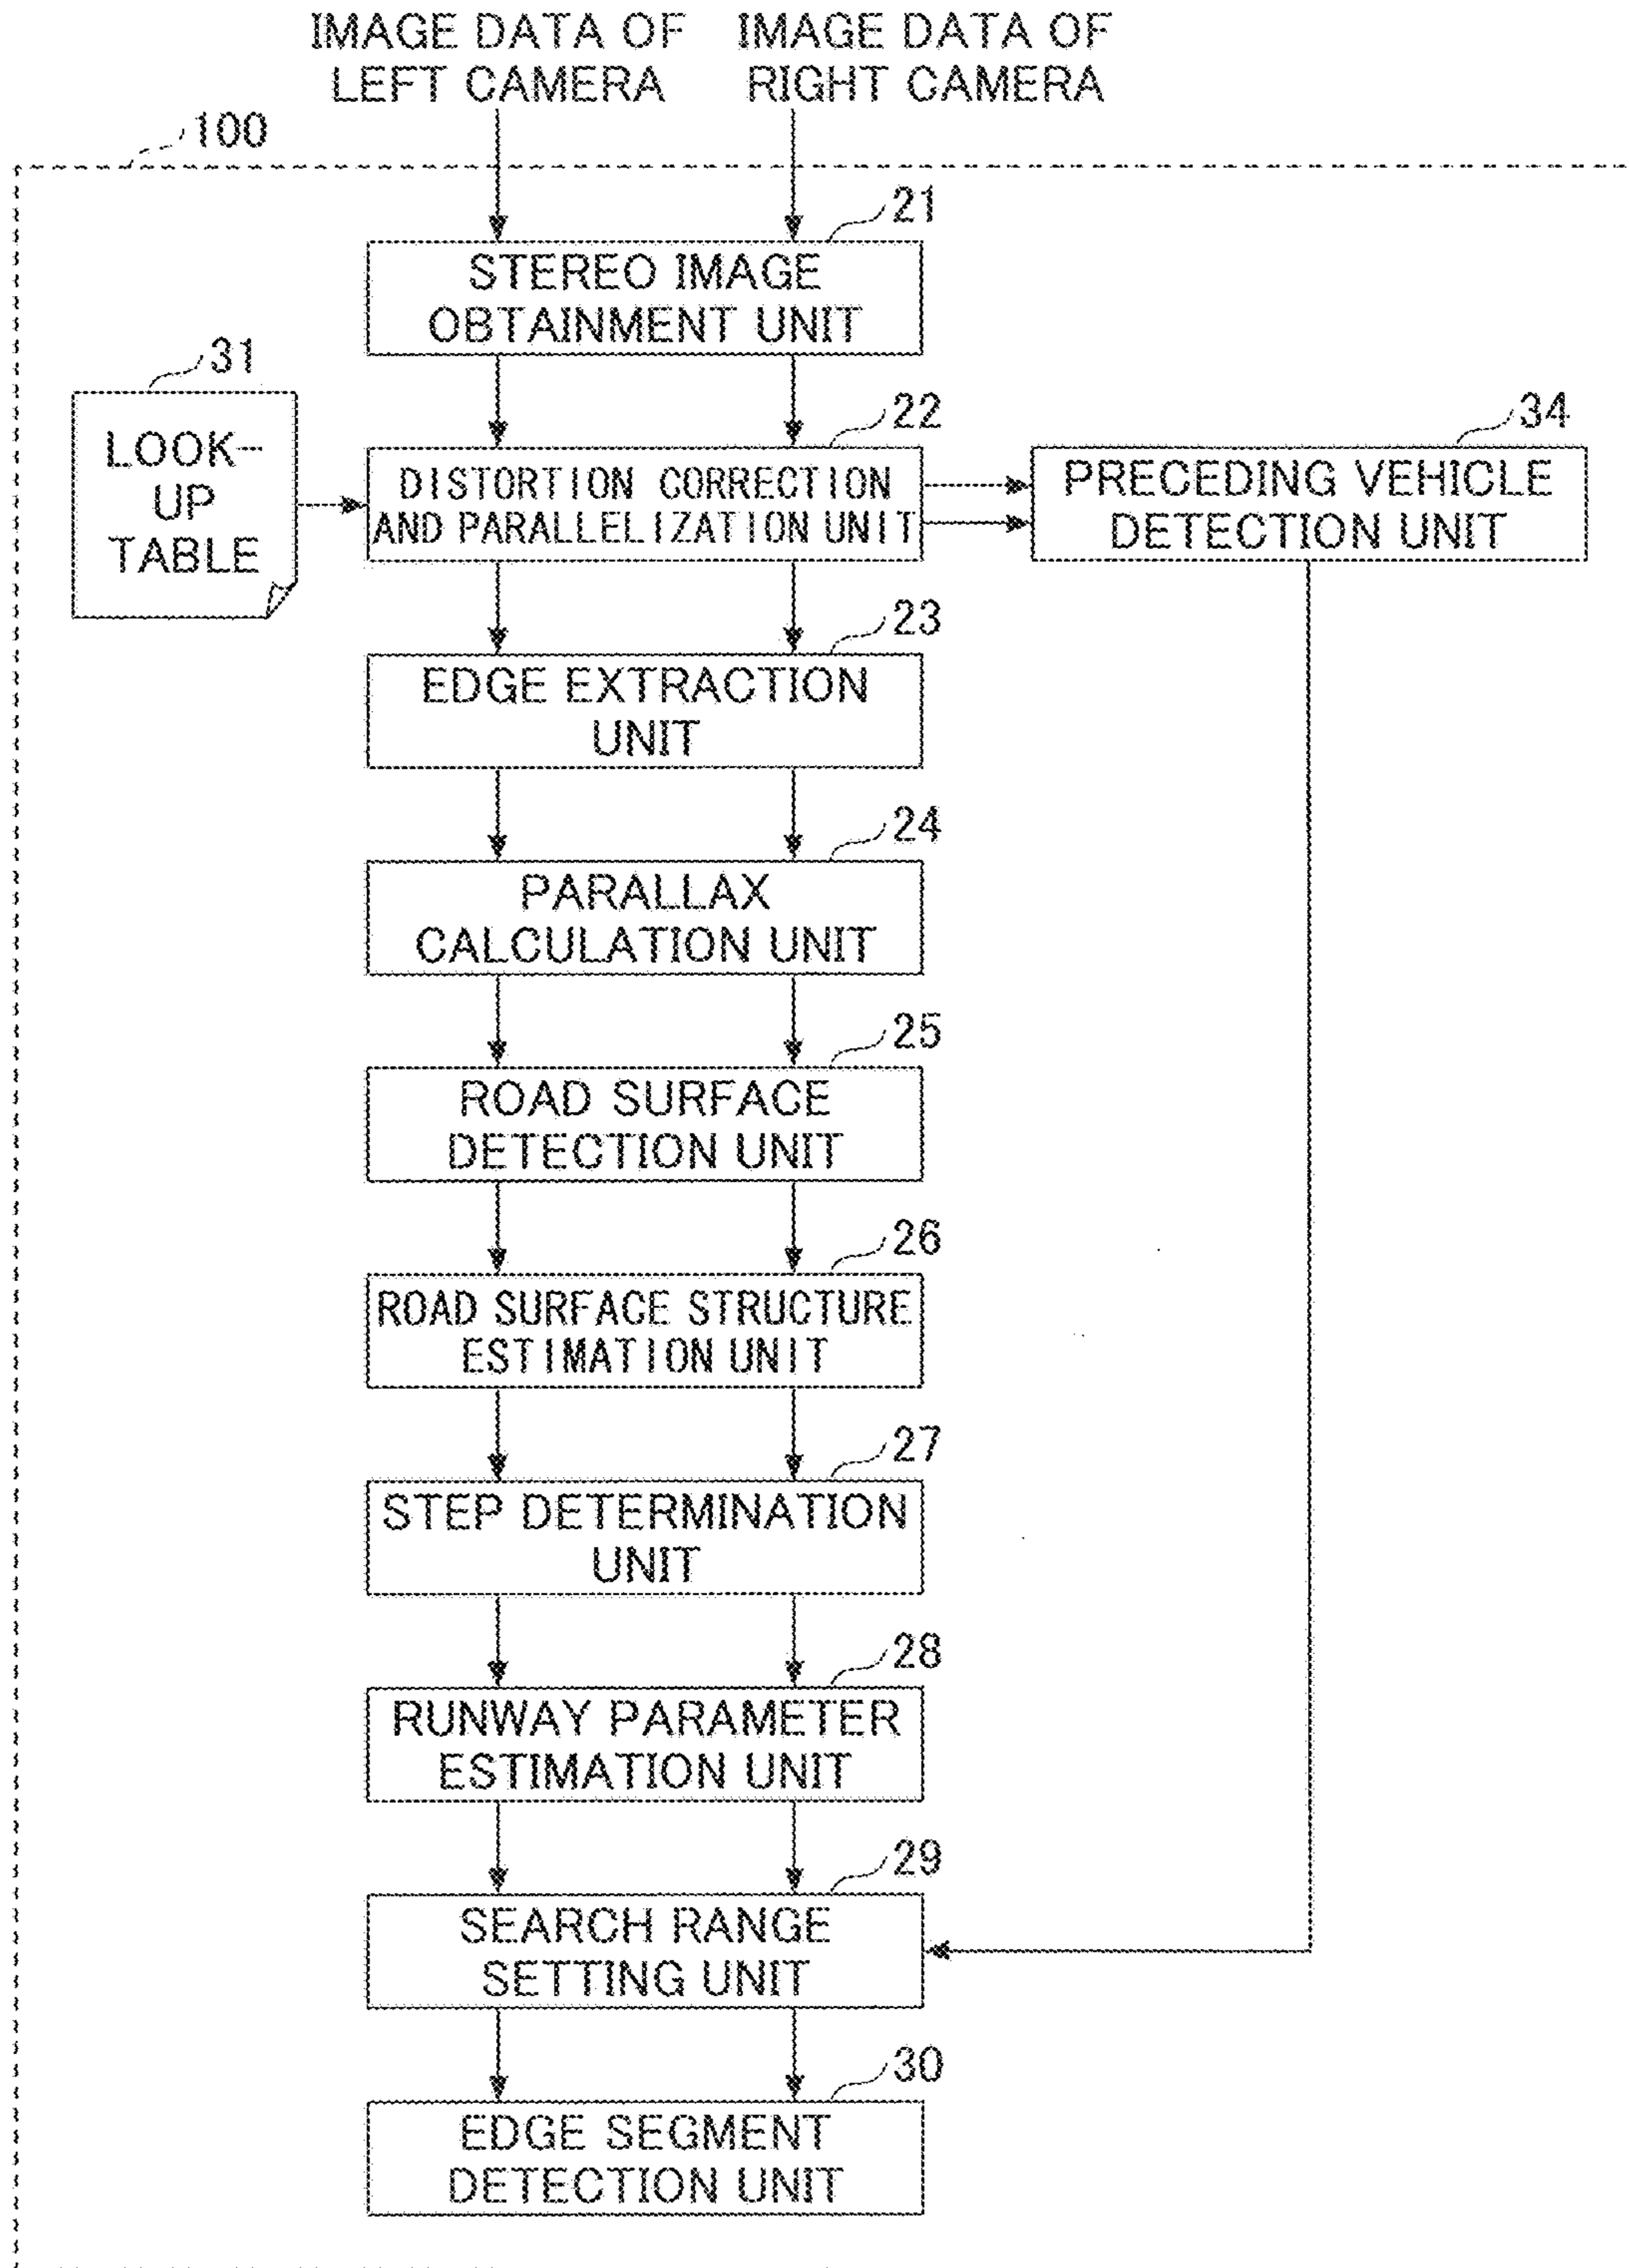 IMAGE DATA OF
LEFT CAMERA
IMAGE DATA OF
RIGHT CAMERA
100
21
STEREO IMAGE
OBTAINMENT UNIT
31
LOOK-
UP
TABLE
22
DISTORTION CORRECTION
AND PARALLELIZATION UNIT
34
PRECEDING VEHICLE
DETECTION UNIT
23
EDGE EXTRACTION
UNIT
24
PARALLAX
CALCULATION UNIT
25
ROAD SURFACE
DETECTION UNIT
26
ROAD SURFACE STRUCTURE
ESTIMATION UNIT
27
STEP DETERMINATION
UNIT
28
RUNWAY PARAMETER
ESTIMATION UNIT
29
SEARCH RANGE
SETTING UNIT
30
EDGE SEGMENT
DETECTION UNIT